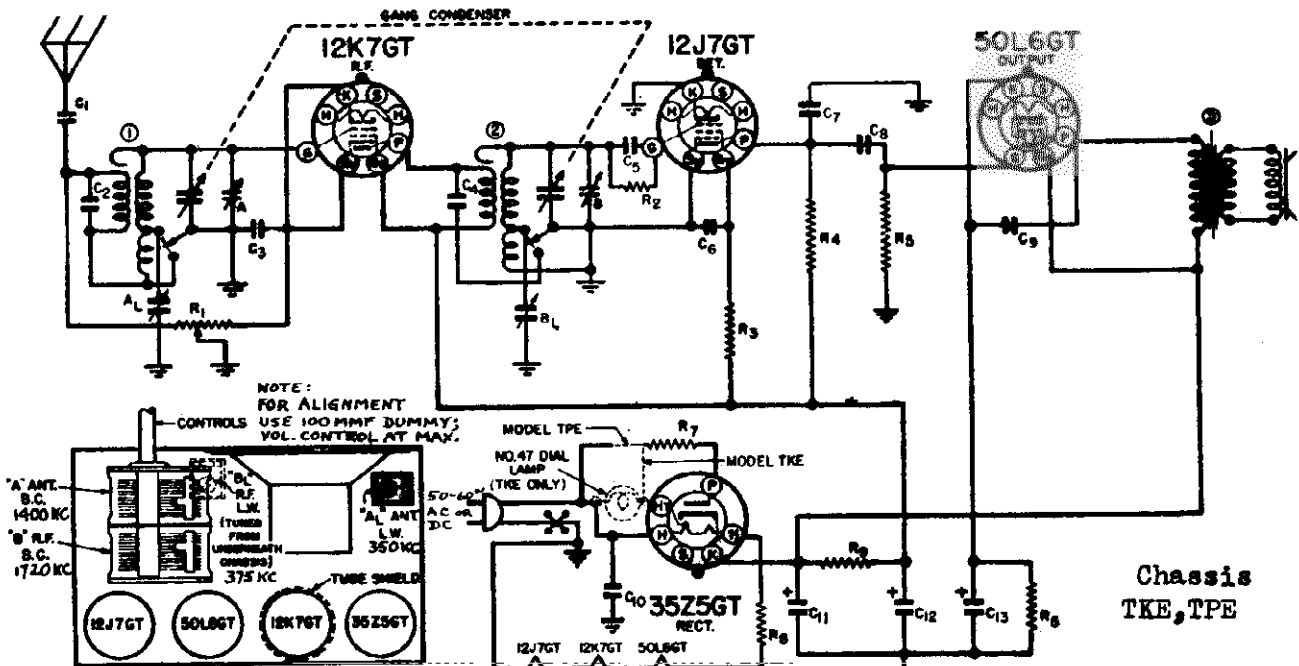 GANG CONDENSER
12K7GT
R.F.
12J7GT
DET.
50L6GT
OUTPUT
C1
①
②
③
C2
A
C3
AL
R1
C4
C5
R2
B
C6
BL
R3
C7
C8
R4
R5
C9
K
S
H
H
P
G
K
S
H
H
P
G
NOTE:
FOR ALIGNMENT
USE 100 MMF DUMMY;
VOL. CONTROL AT MAX.
CONTROLS
"A" ANT.
B.C.
1400 KC
"B" R.F.
B.C.
1720 KC
"BL"
R.F.
L.W.
(TUNED
FROM
UNDERNEATH
CHASSIS)
375 KC
"AL" ANT
L.W.
350KC
TUBE SHIELD
12J7GT
50L6GT
12K7GT
35Z5GT
MODEL TPE
R7
NO.47 DIAL
LAMP
(TKE ONLY)
MODEL TKE
50-60~
AC OR
DC
P
H
S
K
C10
35Z5GT
RECT.
R6
12J7GT
12K7GT
50L6GT
C11
C12
C13
Chassis
TKE,TPE